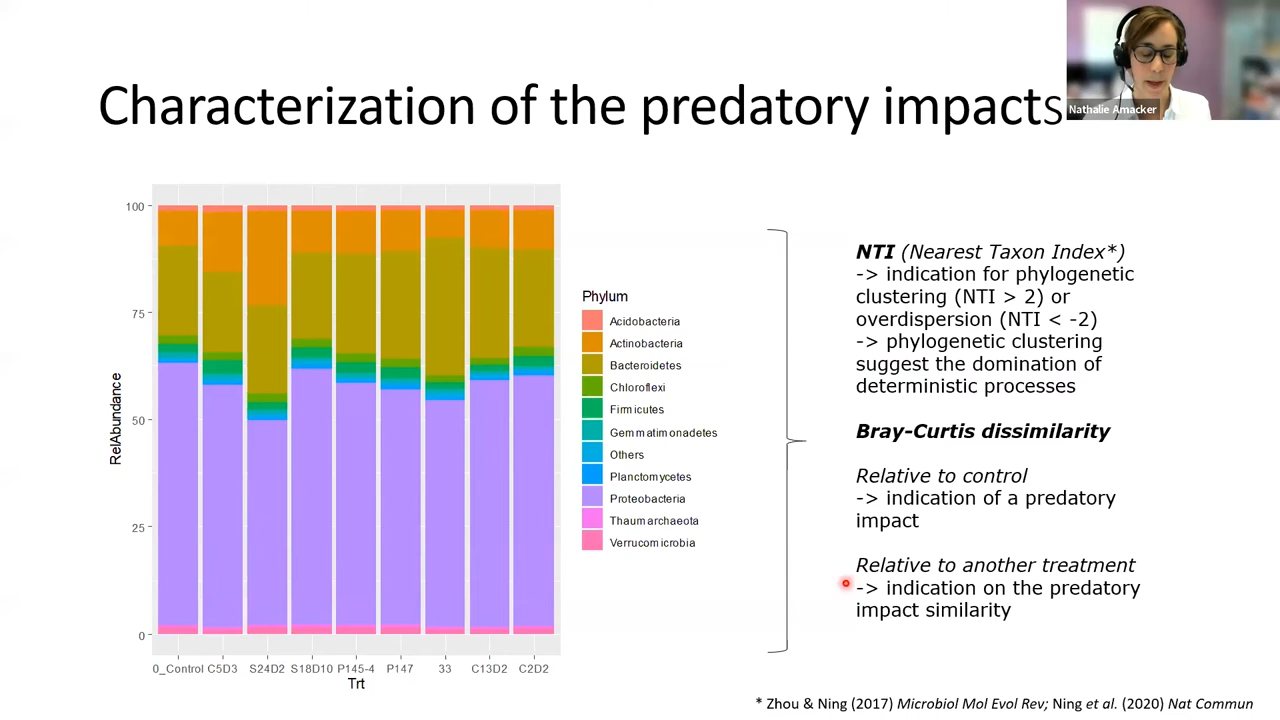 Characterization of the predatory impacts
Nathalie Amacker
100
75
50
25
0
RelAbundance
0_Control C5D3 S24D2 S18D10 P145-4 P147 33 C13D2 C2D2
Trt
Phylum
Acidobacteria
Actinobacteria
Bacteroidetes
Chloroflexi
Firmicutes
Gemmatimonadetes
Others
Planctomycetes
Proteobacteria
Thaumarchaeota
Verrucomicrobia
NTI (Nearest Taxon Index*)
-> indication for phylogenetic
clustering (NTI > 2) or
overdispersion (NTI < -2)
-> phylogenetic clustering
suggest the domination of
deterministic processes
Bray-Curtis dissimilarity
Relative to control
-> indication of a predatory
impact
Relative to another treatment
-> indication on the predatory
impact similarity
* Zhou & Ning (2017) Microbiol Mol Evol Rev; Ning et al. (2020) Nat Commun